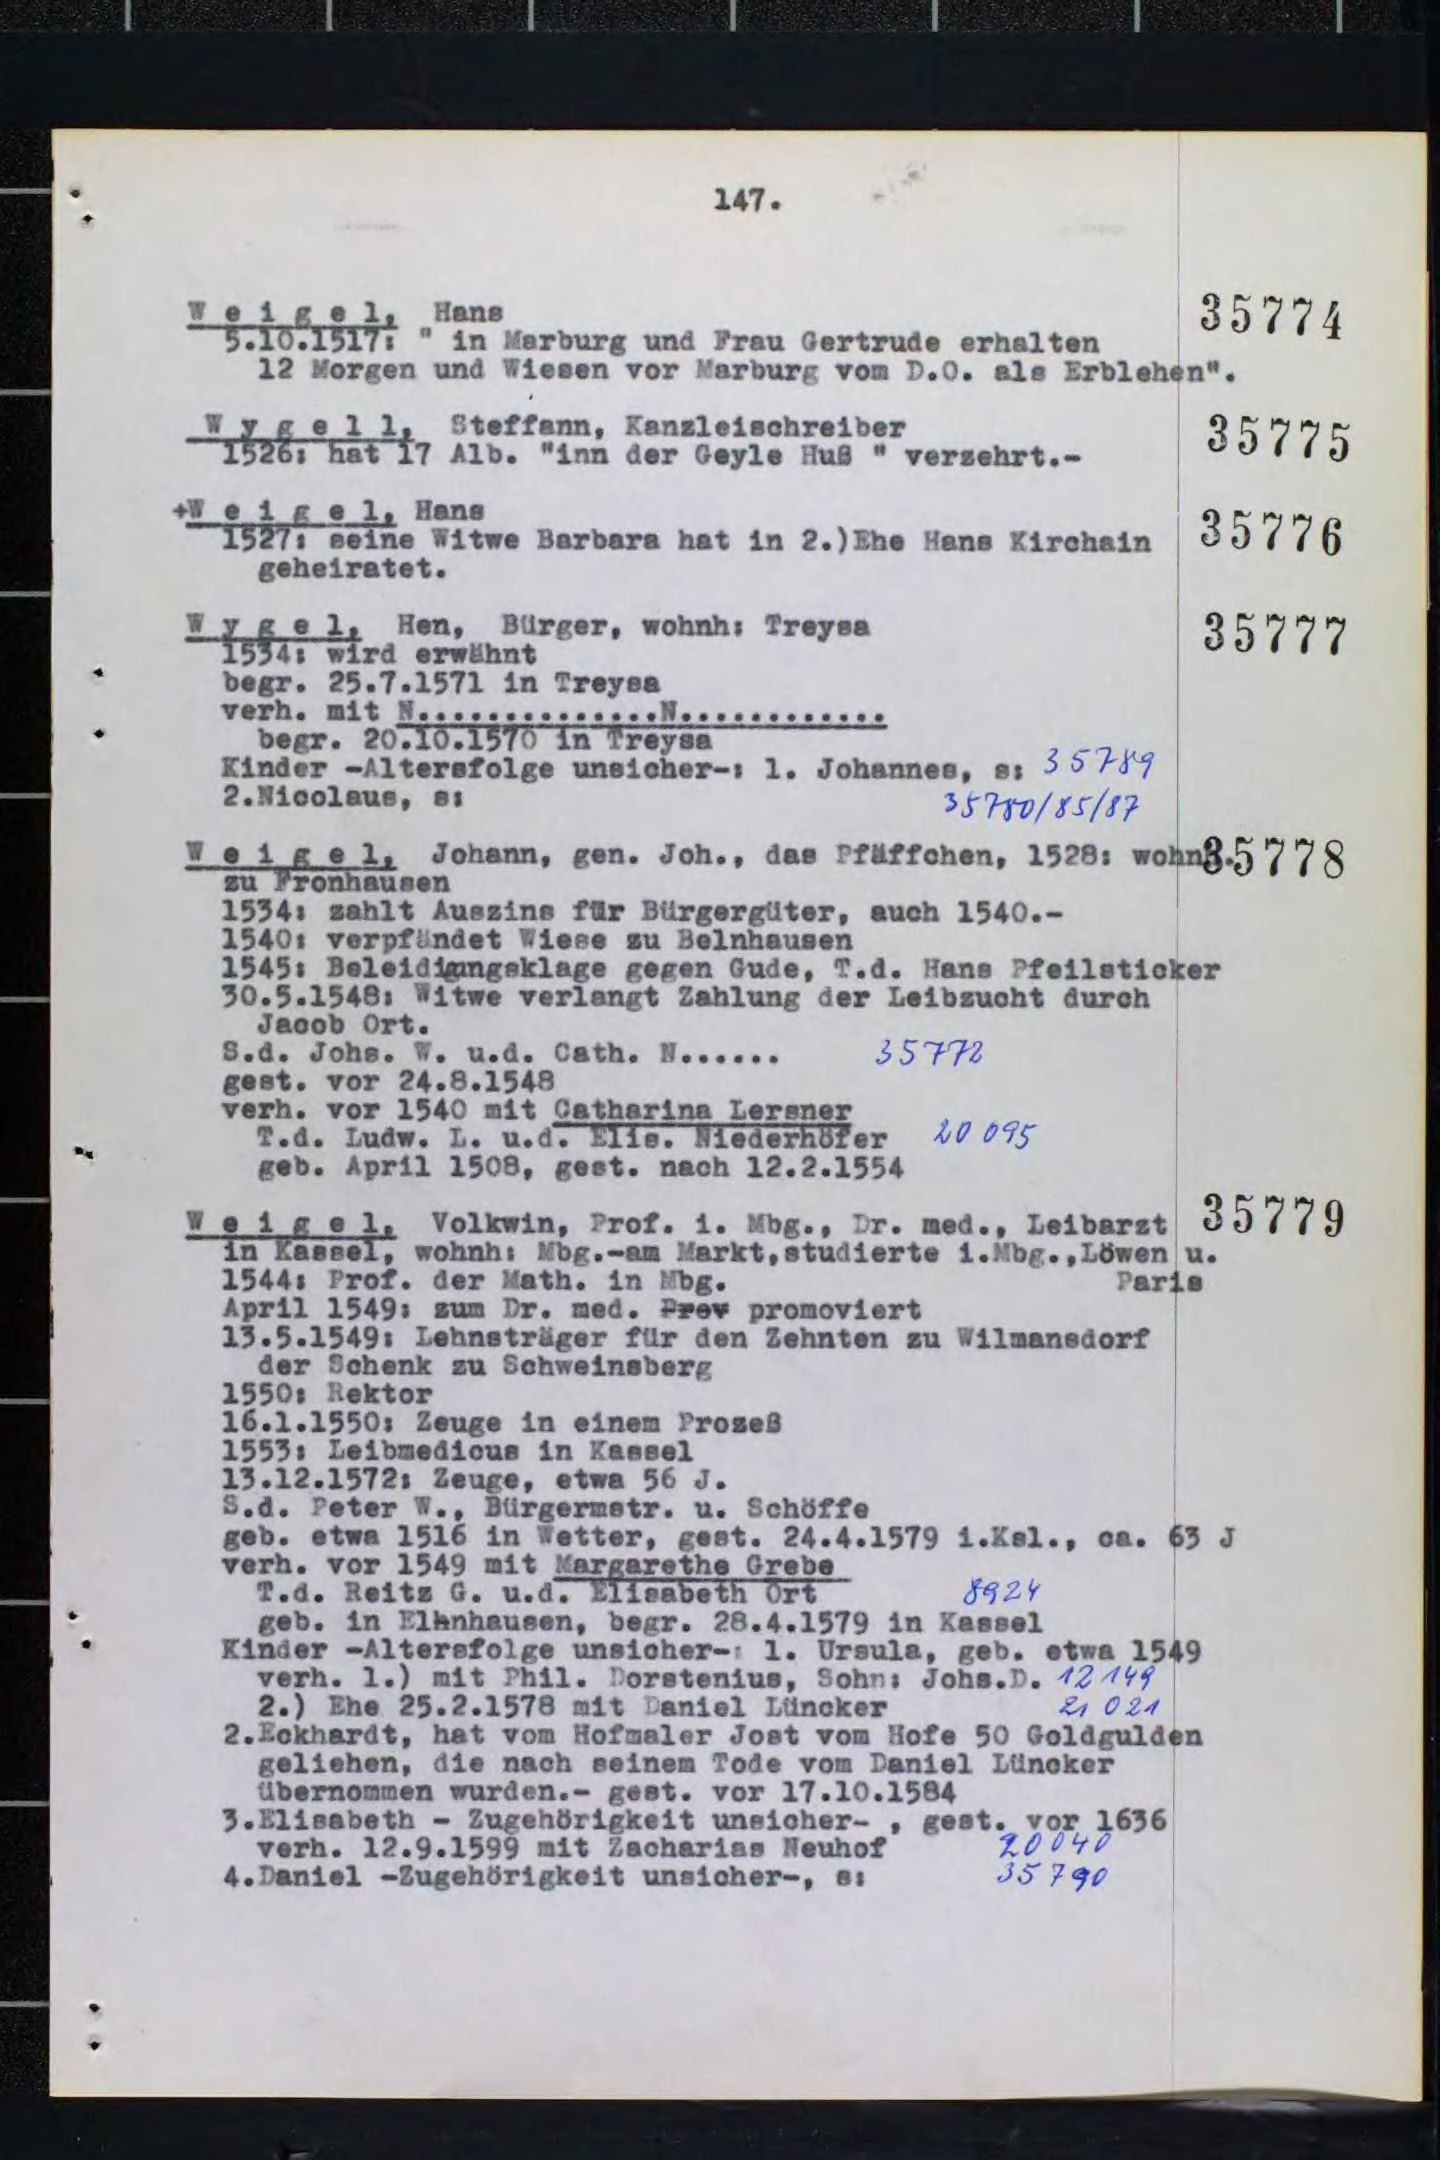 147.
W e i g e l, Hans 35774
5.10.1517: " in Marburg und Frau Gertrude erhalten
12 Morgen und Wiesen vor Marburg vom D.O. als Erblehen".
W y g e l l, Steffann, Kanzleischreiber 35775
1526: hat 17 Alb. "inn der Geyle Huß " verzehrt.-
+W e i g e l, Hans 35776
1527: seine Witwe Barbara hat in 2.)Ehe Hans Kirchain
geheiratet.
W y g e l, Hen, Bürger, wohnh: Treysa 35777
1534: wird erwähnt
begr. 25.7.1571 in Treysa
verh. mit N..............N............
begr. 20.10.1570 in Treysa
Kinder -Altersfolge unsicher-: 1. Johannes, s: 35789
2.Nicolaus, s: 35780/85/87
W e i g e l, Johann, gen. Joh., das Pfäffchen, 1528: wohnh. 35778
zu Fronhausen
1534: zahlt Auszins für Bürgergüter, auch 1540.-
1540: verpfändet Wiese zu Belnhausen
1545: Beleidigungsklage gegen Gude, T.d. Hans Pfeilsticker
30.5.1548: Witwe verlangt Zahlung der Leibzucht durch
Jacob Ort.
S.d. Johs. W. u.d. Cath. N...... 35772
gest. vor 24.8.1548
verh. vor 1540 mit Catharina Lersner
T.d. Ludw. L. u.d. Elis. Niederhöfer 20 095
geb. April 1508, gest. nach 12.2.1554
W e i g e l, Volkwin, Prof. i. Mbg., Dr. med., Leibarzt 35779
in Kassel, wohnh: Mbg.-am Markt,studierte i.Mbg.,Löwen u.
1544: Prof. der Math. in Mbg. Paris
April 1549: zum Dr. med. Prev promoviert
13.5.1549: Lehnsträger für den Zehnten zu Wilmansdorf
der Schenk zu Schweinsberg
1550: Rektor
16.1.1550: Zeuge in einem Prozeß
1553: Leibmedicus in Kassel
13.12.1572: Zeuge, etwa 56 J.
S.d. Peter W., Bürgermstr. u. Schöffe
geb. etwa 1516 in Wetter, gest. 24.4.1579 i.Ksl., ca. 63 J
verh. vor 1549 mit Margarethe Grebe
T.d. Reitz G. u.d. Elisabeth Ort 8924
geb. in Elnhausen, begr. 28.4.1579 in Kassel
Kinder -Altersfolge unsicher-: 1. Ursula, geb. etwa 1549
verh. 1.) mit Phil. Dorstenius, Sohn: Johs.D. 12 149
2.) Ehe 25.2.1578 mit Daniel Lüncker 21 021
2.Eckhardt, hat vom Hofmaler Jost vom Hofe 50 Goldgulden
geliehen, die nach seinem Tode vom Daniel Lüncker
übernommen wurden.- gest. vor 17.10.1584
3.Elisabeth - Zugehörigkeit unsicher- , gest. vor 1636
verh. 12.9.1599 mit Zacharias Neuhof 20040
4.Daniel -Zugehörigkeit unsicher-, s: 35790